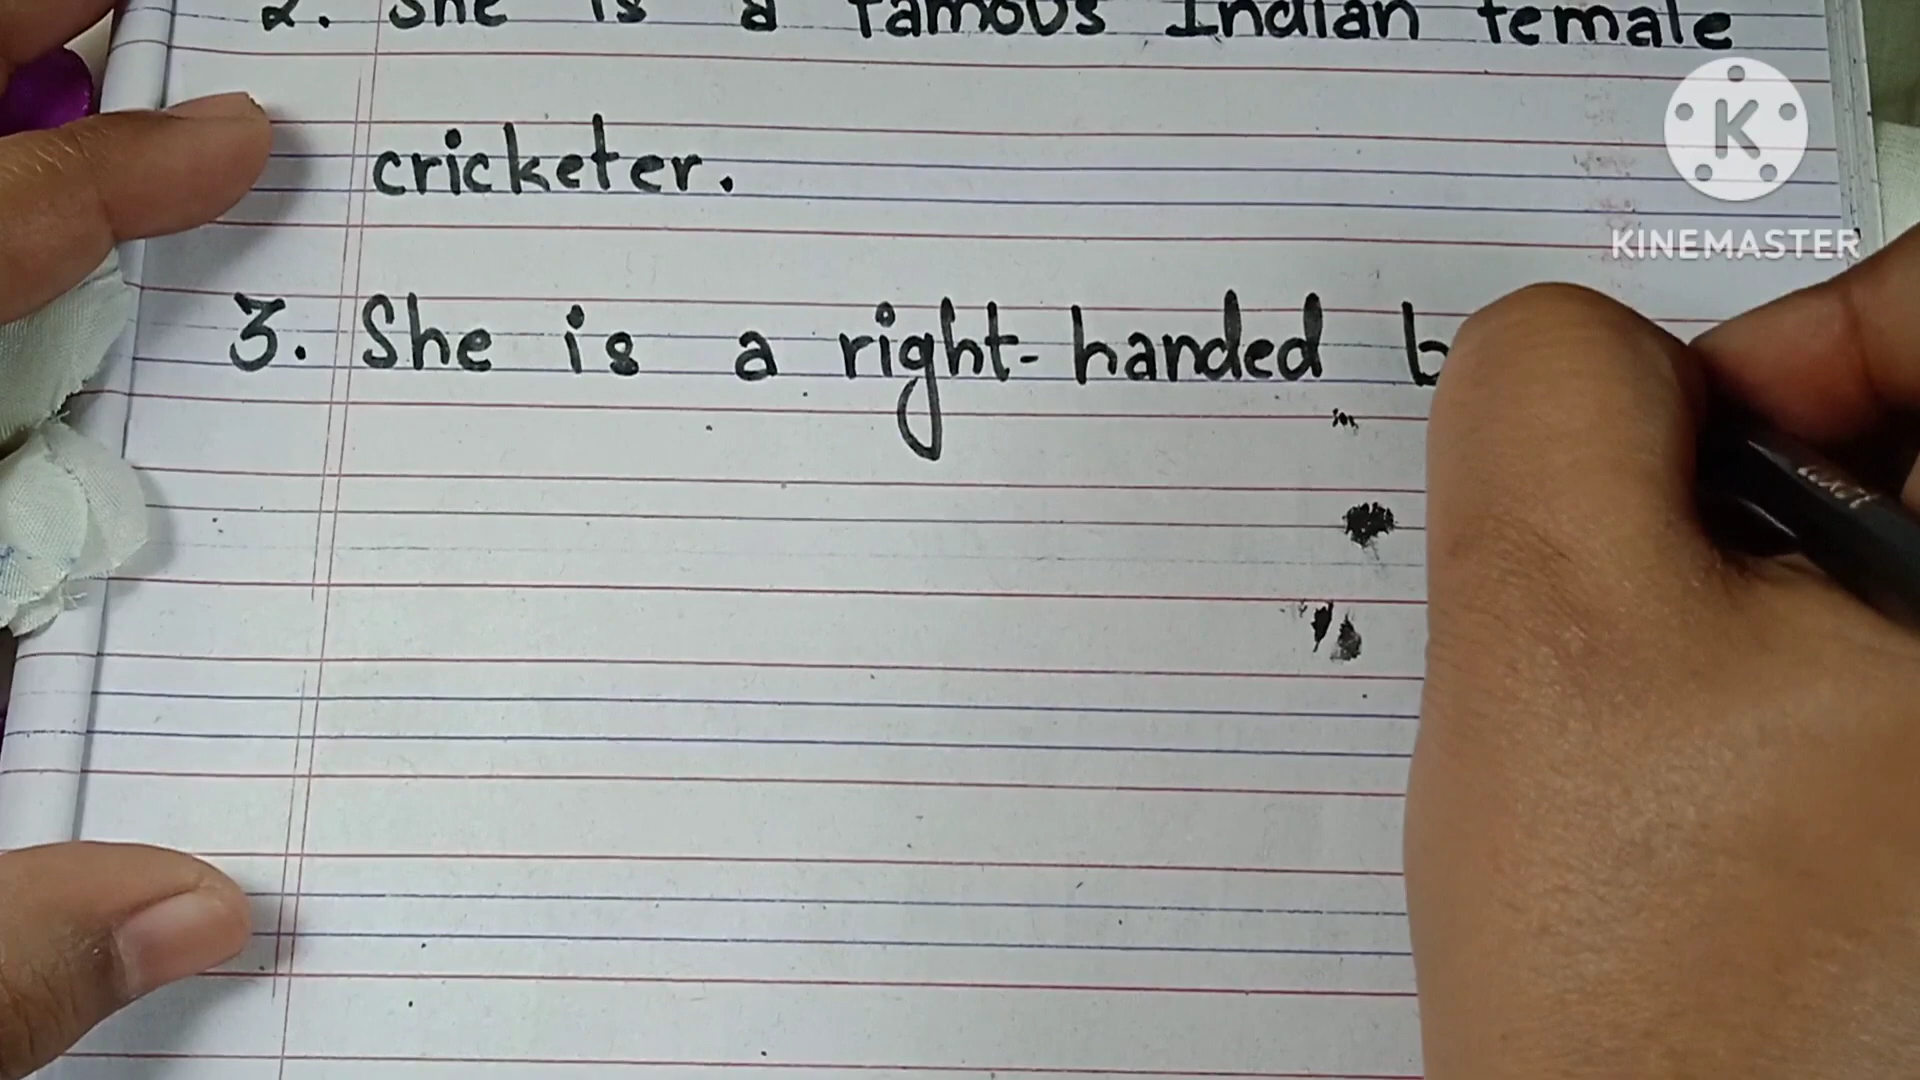 2. She is a famous Indian female
cricketer.
3. She is a right-handed b
K
KINEMASTER